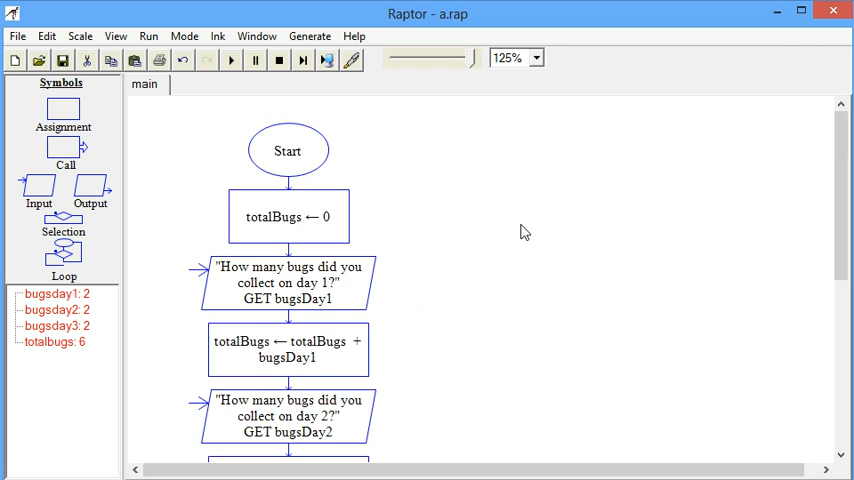 Raptor - a.rap
File Edit Scale View Run Mode Ink Window Generate Help
125%
Symbols
Assignment
Call
Input Output
Selection
Loop
bugsday1: 2
bugsday2: 2
bugsday3: 2
totalbugs: 6
main
Start
totalBugs ← 0
"How many bugs did you
collect on day 1?"
GET bugsDay1
totalBugs ← totalBugs +
bugsDay1
"How many bugs did you
collect on day 2?"
GET bugsDay2